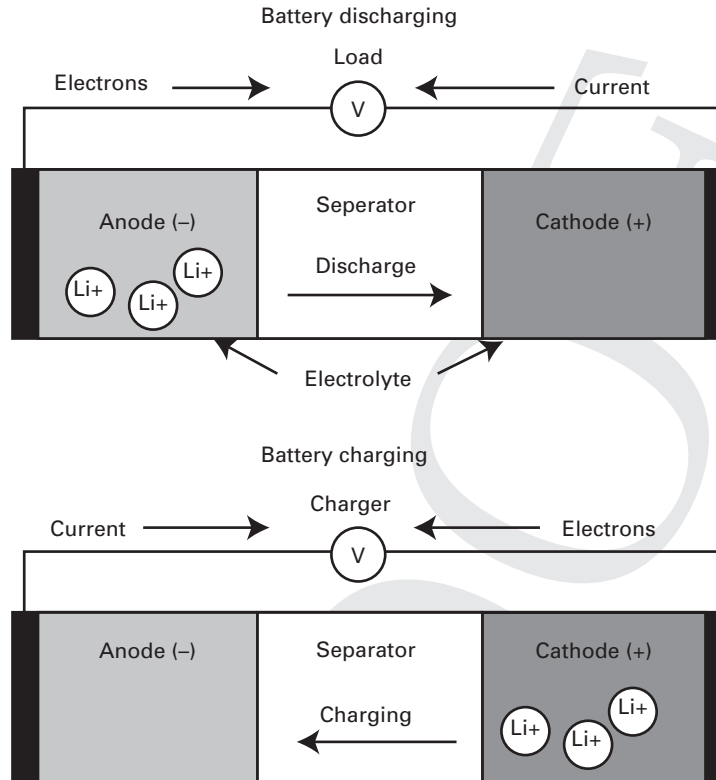 Battery discharging
Load
Electrons
V
Current
Anode (–)
Seperator
Cathode (+)
Discharge
Li+
Li+
Li+
Electrolyte
Battery charging
Charger
Current
V
Electrons
Anode (–)
Separator
Cathode (+)
Charging
Li+
Li+
Li+